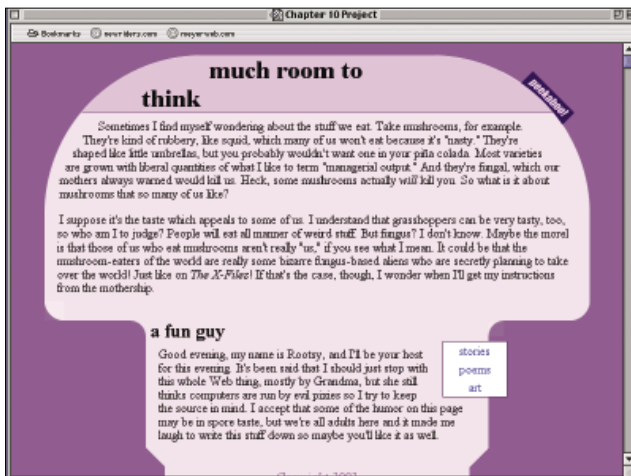 Chapter 10 Project
Bookmarks newriders.com meyerweb.com
much room to
think
peekaboo!
Sometimes I find myself wondering about the stuff we eat. Take mushrooms, for example.
They're kind of rubbery, like squid, which many of us won't eat because it's "nasty." They're
shaped like little umbrellas, but you probably wouldn't want one in your piña colada. Most varieties
are grown with liberal quantities of what I like to term "managerial output." And they're fungal, which our
mothers always warned would kill us. Heck, some mushrooms actually will kill you. So what is it about
mushrooms that so many of us like?
I suppose it's the taste which appeals to some of us. I understand that grasshoppers can be very tasty, too,
so who am I to judge? People will eat all manner of weird stuff. But fungus? I don't know. Maybe the morel
is that those of us who eat mushrooms aren't really "us," if you see what I mean. It could be that the
mushroom-eaters of the world are really some bizarre fungus-based aliens who are secretly planning to take
over the world! Just like on The X-Files! If that's the case, though, I wonder when I'll get my instructions
from the mothership.
a fun guy
Good evening, my name is Rootsy, and I'll be your host
for this evening. It's been said that I should just stop with
this whole Web thing, mostly by Grandma, but she still
thinks computers are run by evil pixies so I try to keep
the source in mind. I accept that some of the humor on this page
may be in spore taste, but we're all adults here and it made me
laugh to write this stuff down so maybe you'll like it as well.
stories
poems
art